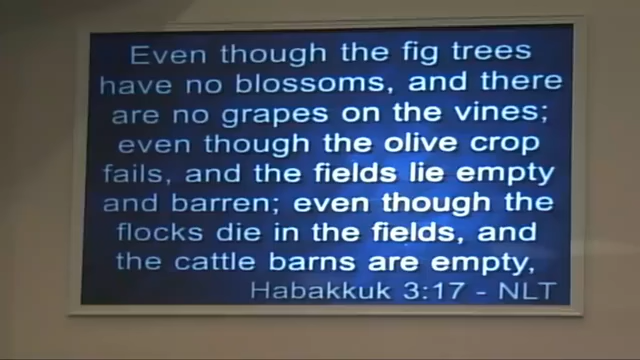 Even though the fig trees
have no blossoms, and there
are no grapes on the vines;
even though the olive crop
fails, and the fields lie empty
and barren; even though the
flocks die in the fields, and
the cattle barns are empty,
Habakkuk 3:17 - NLT